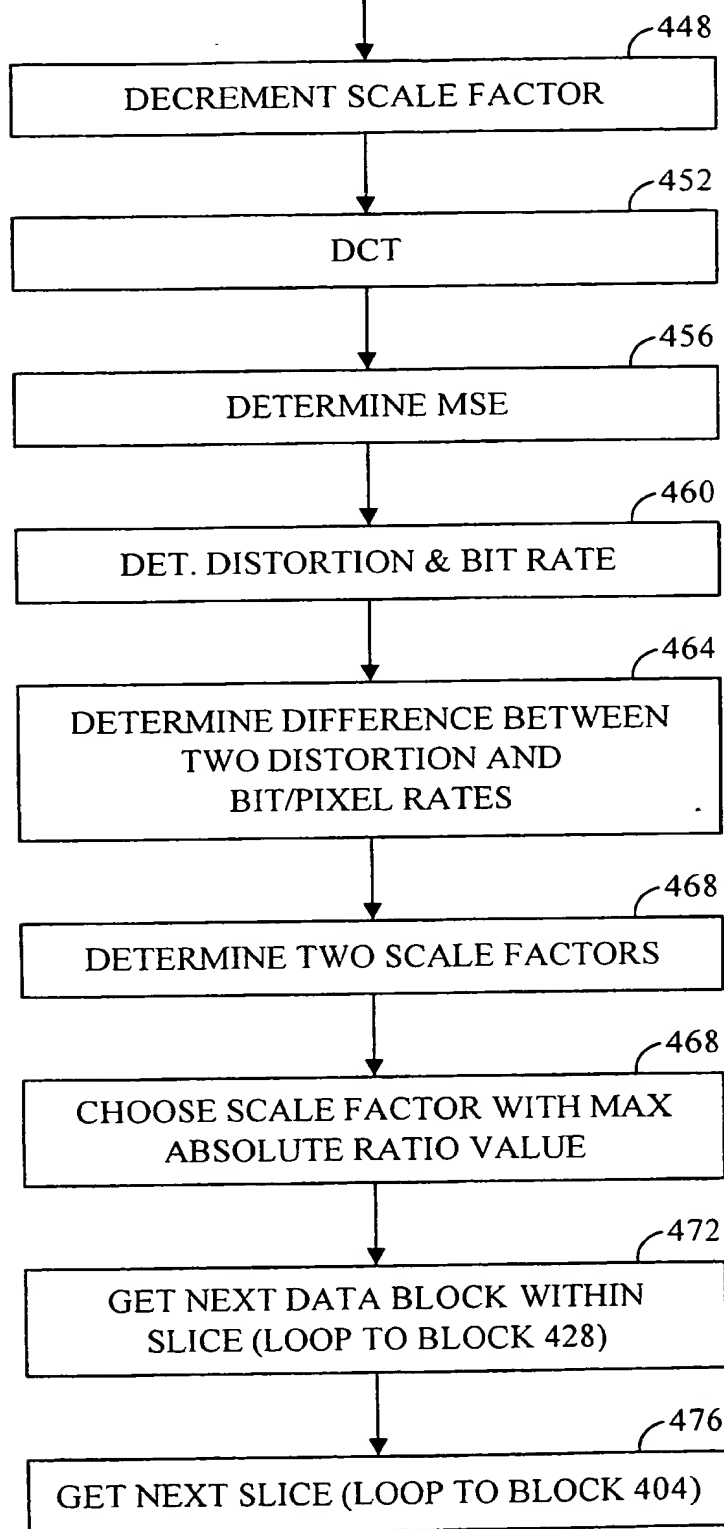 448
DECREMENT SCALE FACTOR
452
DCT
456
DETERMINE MSE
460
DET. DISTORTION & BIT RATE
464
DETERMINE DIFFERENCE BETWEEN
TWO DISTORTION AND
BIT/PIXEL RATES
468
DETERMINE TWO SCALE FACTORS
468
CHOOSE SCALE FACTOR WITH MAX
ABSOLUTE RATIO VALUE
472
GET NEXT DATA BLOCK WITHIN
SLICE (LOOP TO BLOCK 428)
476
GET NEXT SLICE (LOOP TO BLOCK 404)